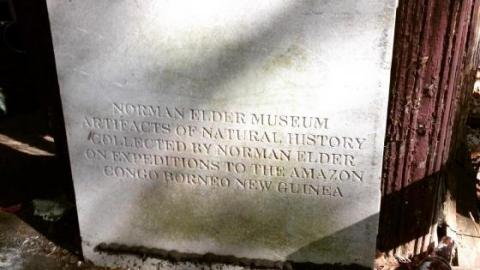 NORMAN ELDER MUSEUM
ARTIFACTS OF NATURAL HISTORY
COLLECTED BY NORMAN ELDER
ON EXPEDITIONS TO THE AMAZON
CONGO BORNEO NEW GUINEA